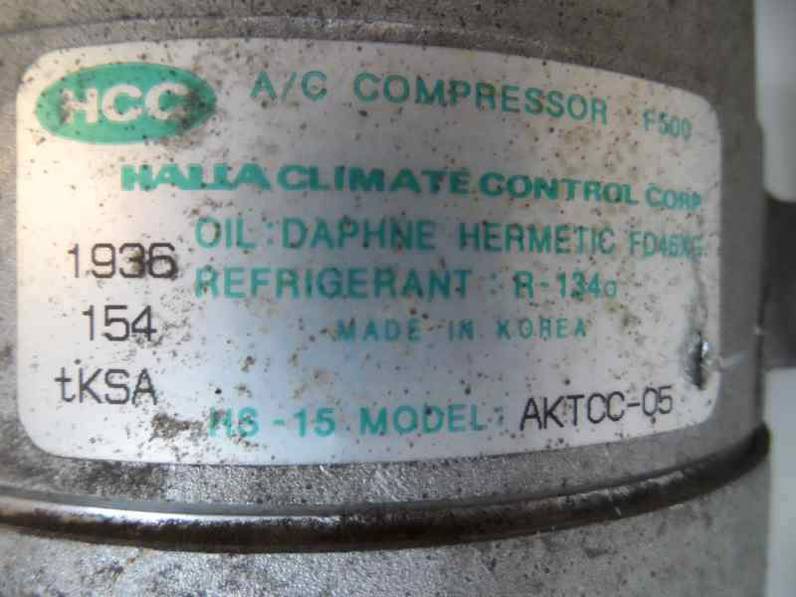 HCC A/C COMPRESSOR F500
HALLA CLIMATE CONTROL CORP
OIL : DAPHNE HERMETIC
1936
REFRIGERANT : R-134a
154
MADE IN KOREA
tKSA
HS-15 MODEL : AKTCC-05